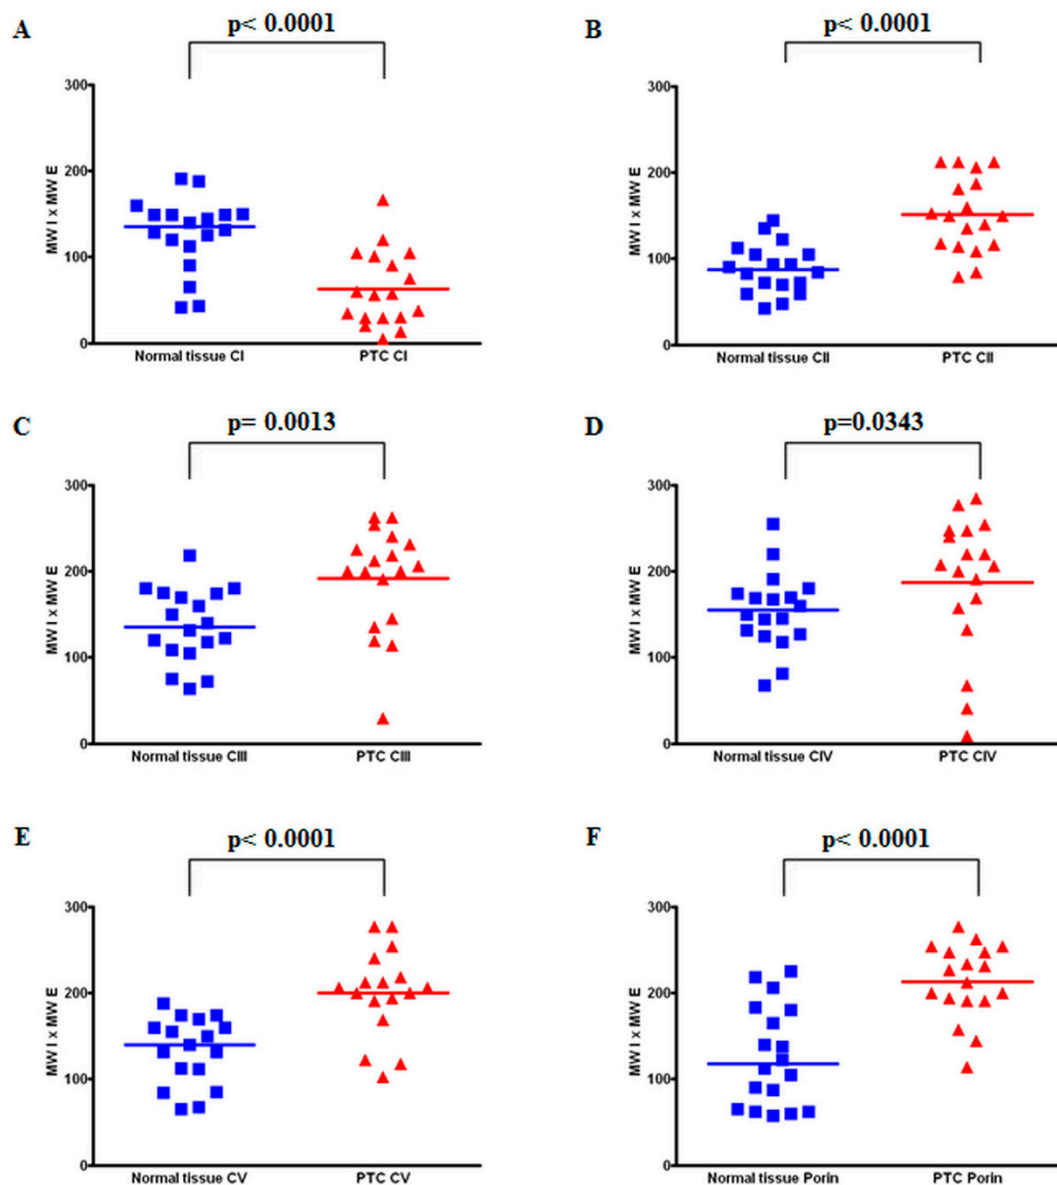 A
p< 0.0001
300
200
100
0
MW I x MW E
Normal tissue CI
PTC CI
B
p< 0.0001
300
200
100
0
MW I x MW E
Normal tissue CII
PTC CII
C
p= 0.0013
300
200
100
0
MW I x MW E
Normal tissue CIII
PTC CIII
D
p=0.0343
300
200
100
0
MW I x MW E
Normal tissue CIV
PTC CIV
E
p< 0.0001
300
200
100
0
MW I x MW E
Normal tissue CV
PTC CV
F
p< 0.0001
300
200
100
0
MW I x MW E
Normal tissue Porin
PTC Porin